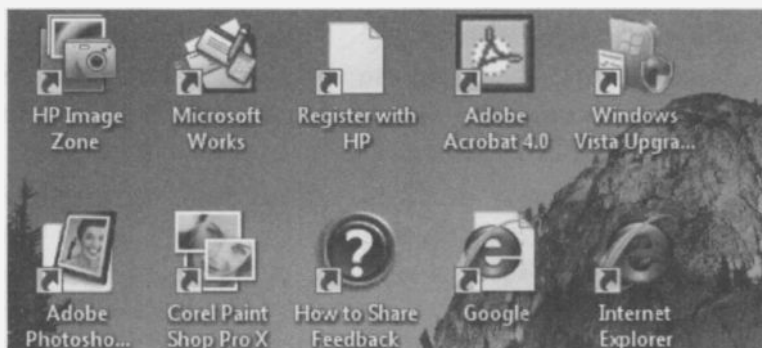 HP Image
Zone
Microsoft
Works
Register with
HP
Adobe
Acrobat 4.0
Windows
Vista Upgra...
Adobe
Photosho...
Corel Paint
Shop Pro X
How to Share
Feedback
Google
Internet
Explorer